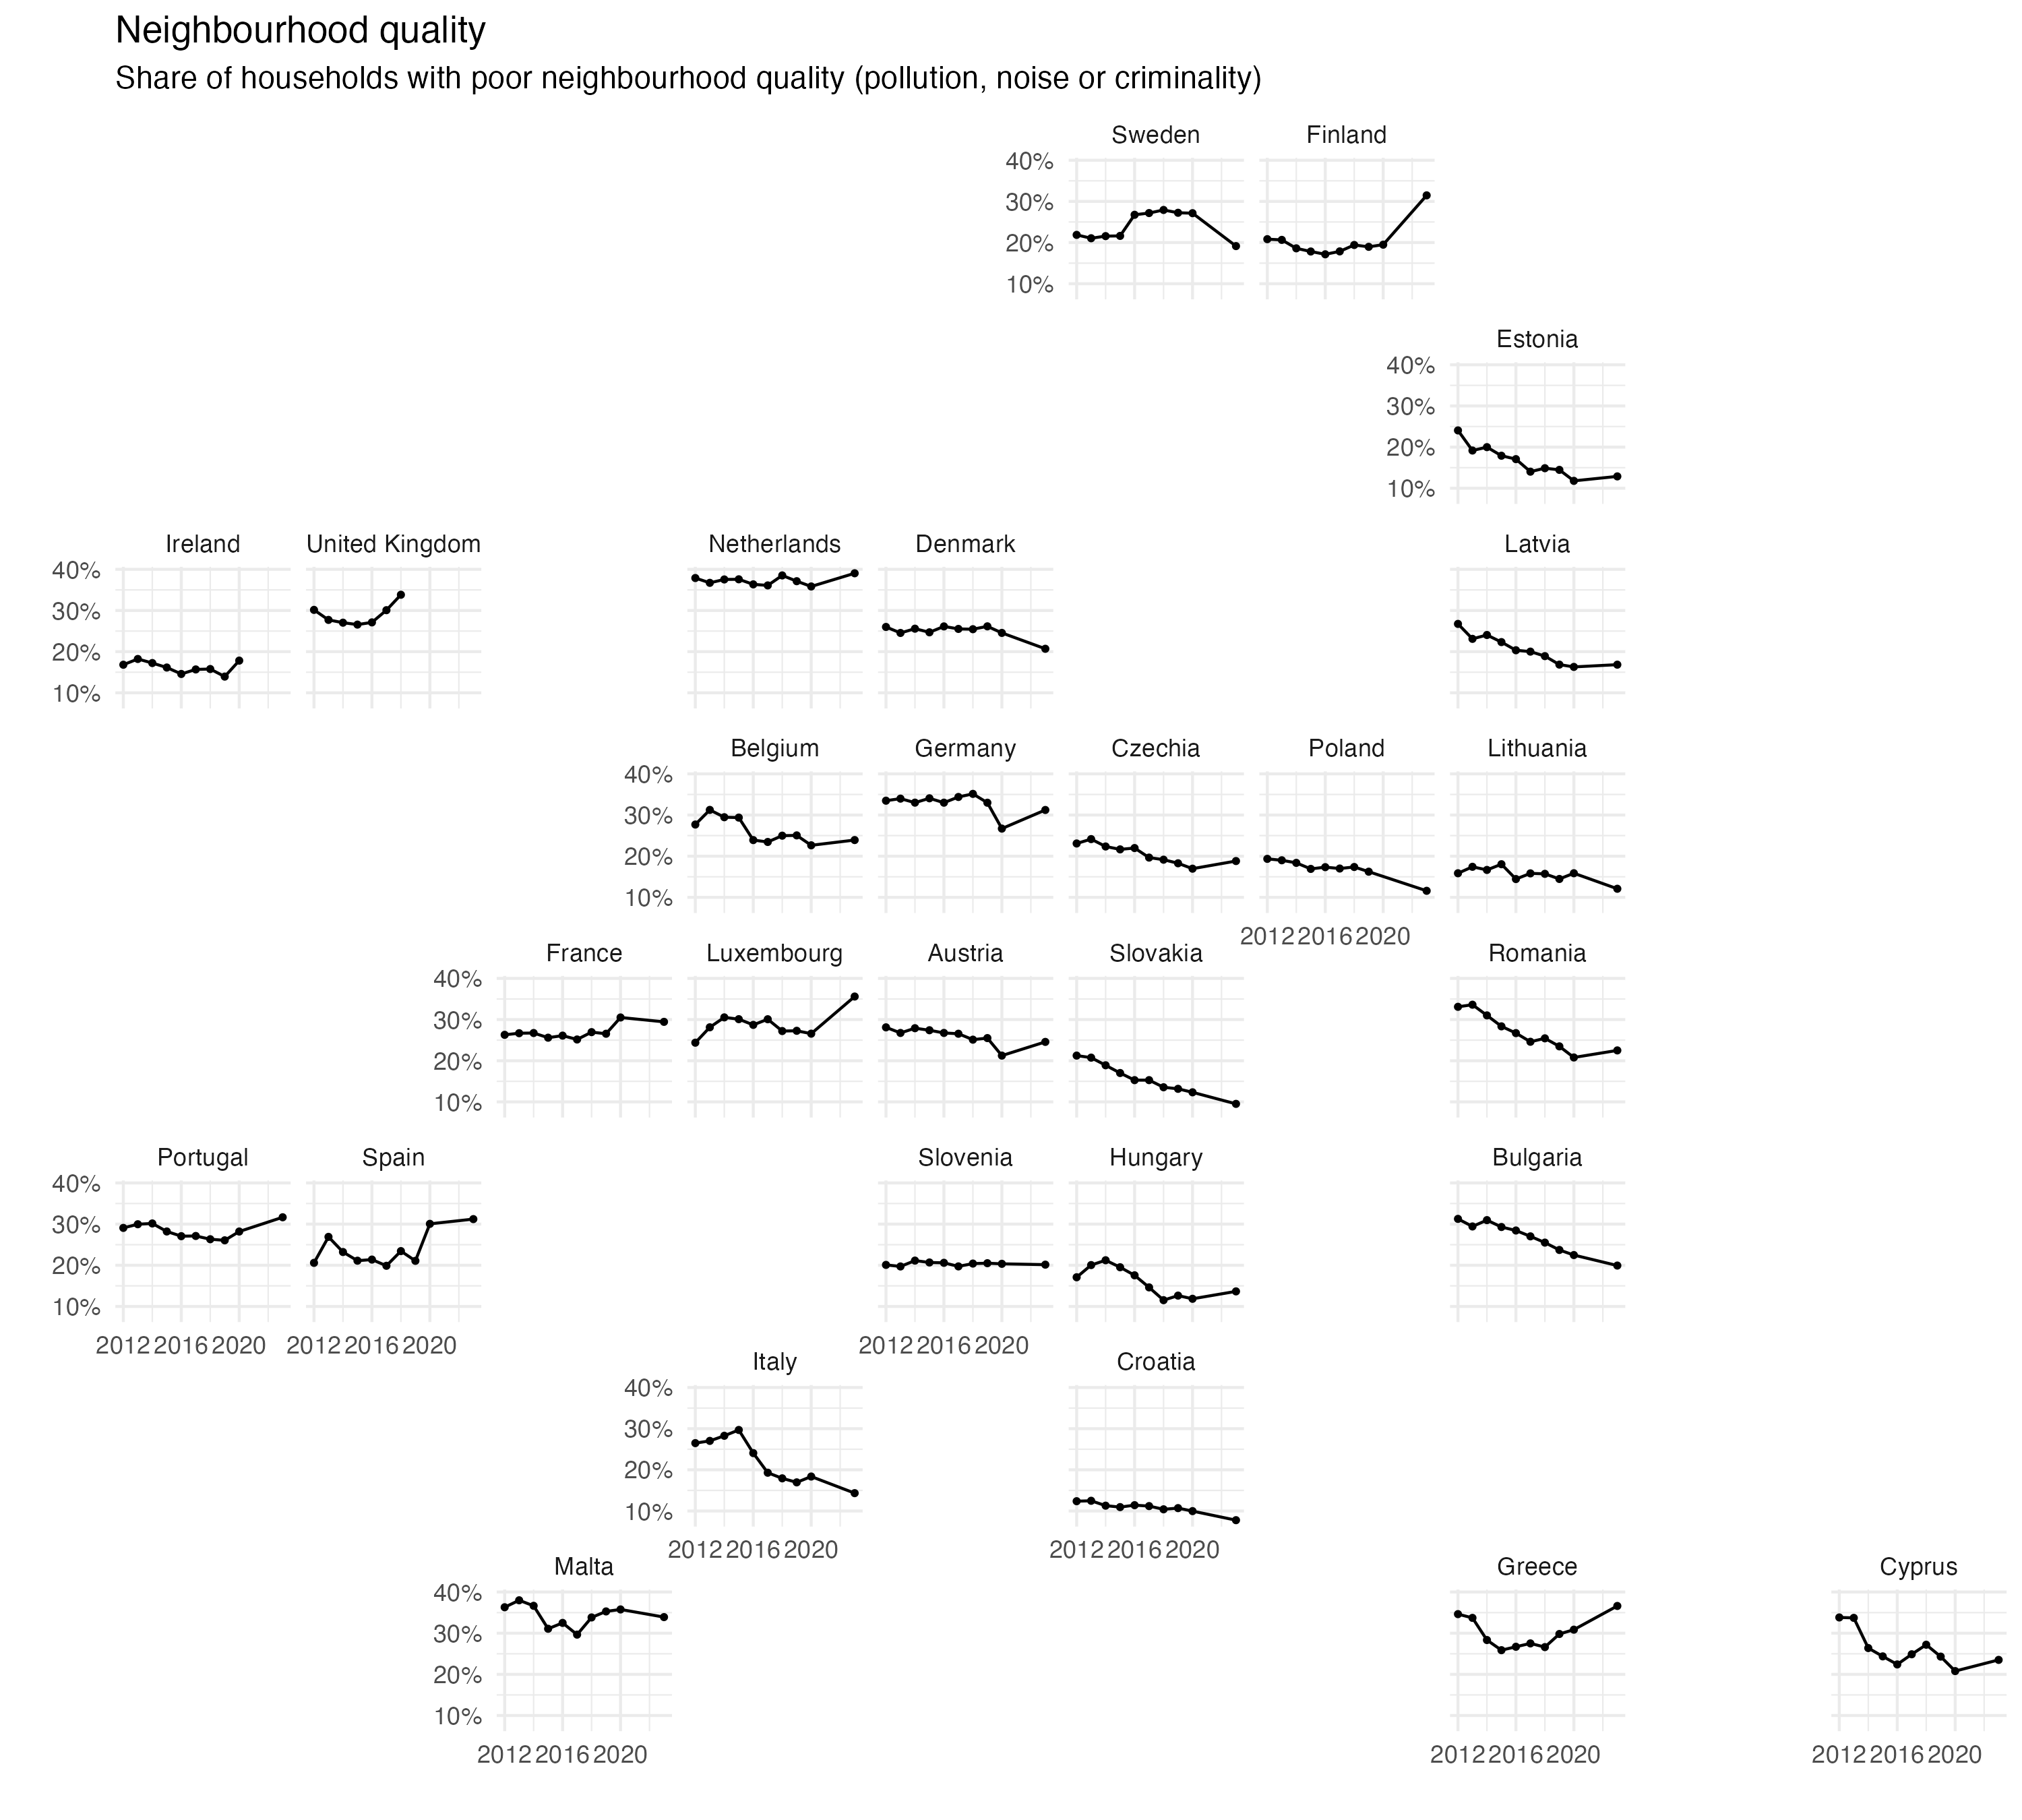 Neighbourhood quality
Share of households with poor neighbourhood quality (pollution, noise or criminality)
Sweden Finland
40%
30%
20%
10%
Estonia
40%
30%
20%
10%
Ireland United Kingdom Netherlands Denmark Latvia
40%
30%
20%
10%
Belgium Germany Czechia Poland Lithuania
40%
30%
20%
10%
2012 2016 2020
France Luxembourg Austria Slovakia Romania
40%
30%
20%
10%
Portugal Spain Slovenia Hungary Bulgaria
40%
30%
20%
10%
2012 2016 2020 2012 2016 2020 2012 2016 2020
Italy Croatia
40%
30%
20%
10%
2012 2016 2020 2012 2016 2020
Malta Greece Cyprus
40%
30%
20%
10%
2012 2016 2020 2012 2016 2020 2012 2016 2020